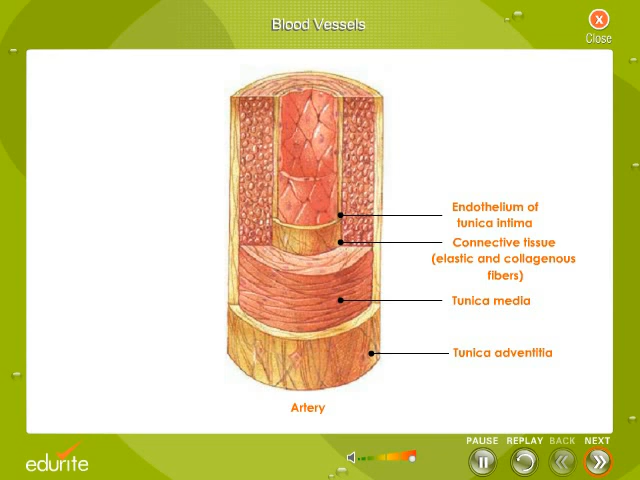 Blood Vessels
X
Close
Endothelium of
tunica intima
Connective tissue
(elastic and collagenous
fibers)
Tunica media
Tunica adventitia
Artery
edurite
PAUSE REPLAY BACK NEXT